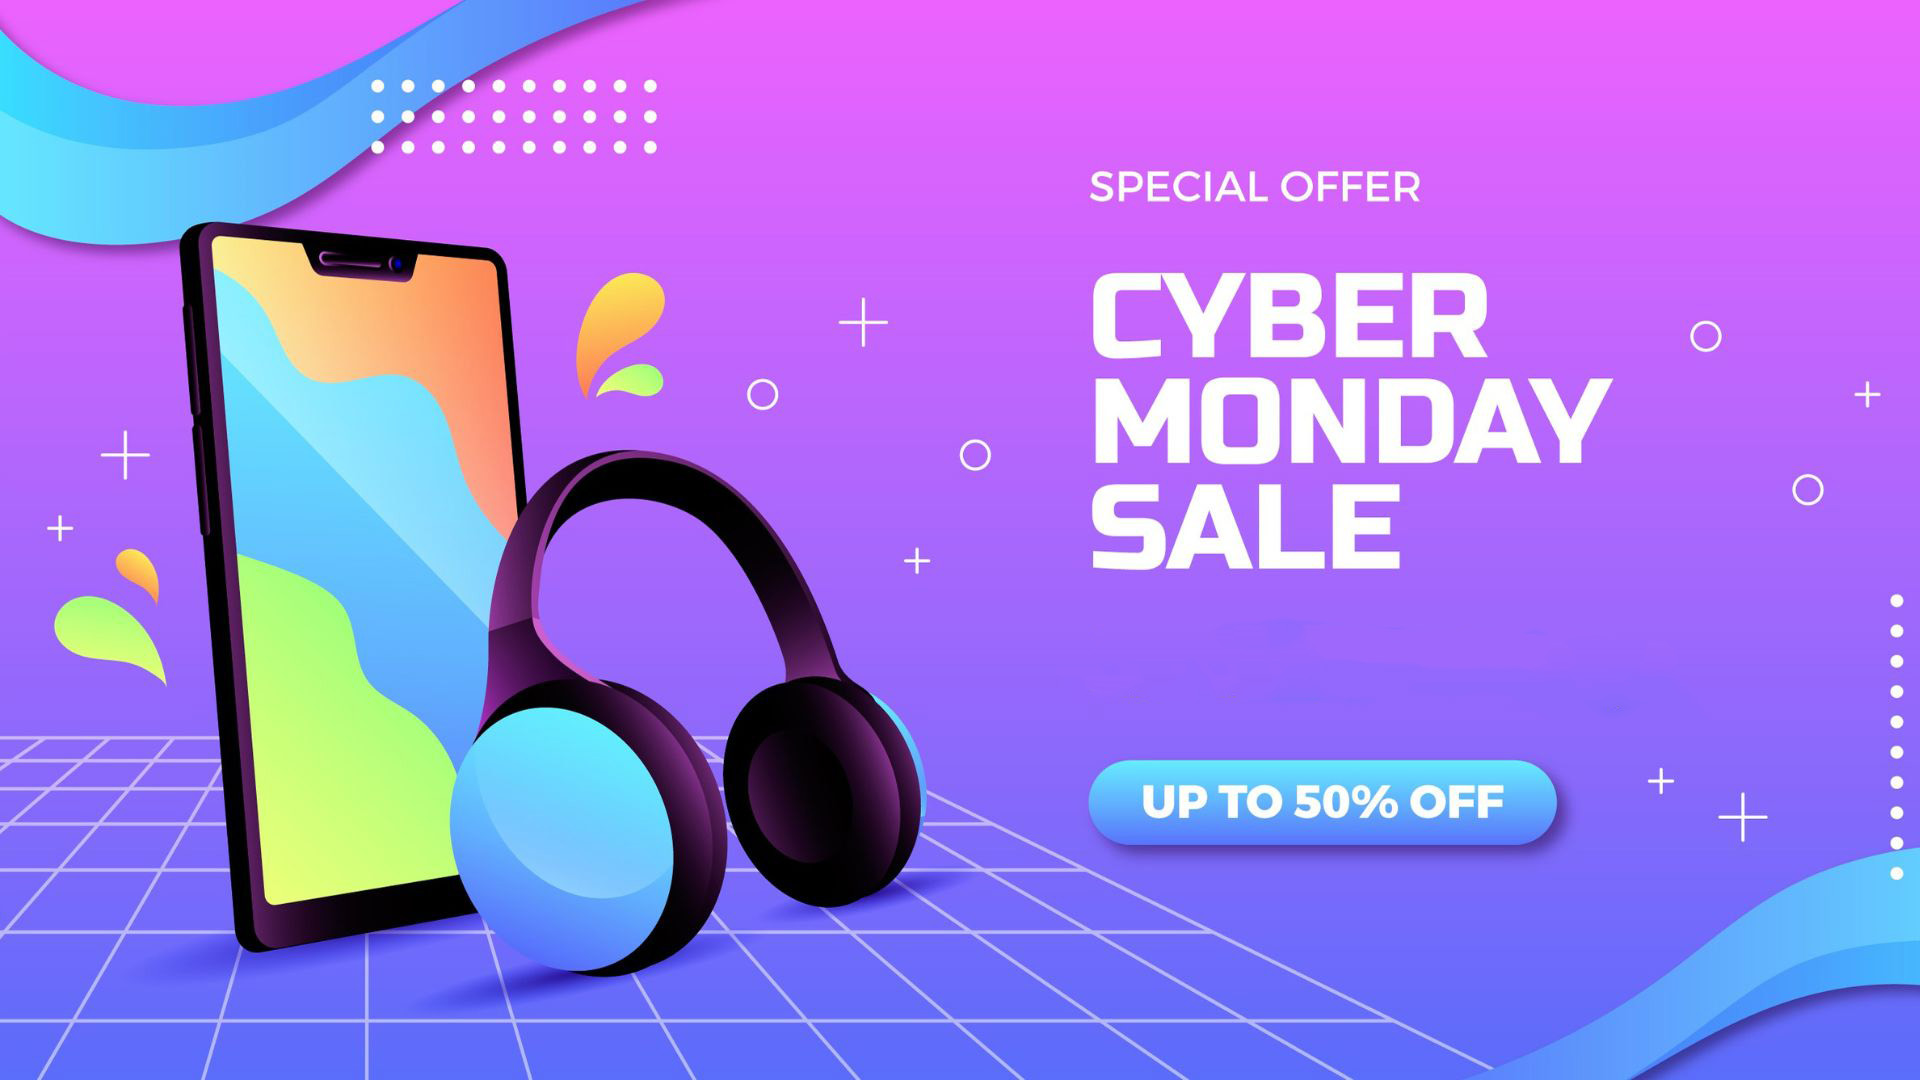 SPECIAL OFFER
CYBER
MONDAY
SALE
UP TO 50% OFF